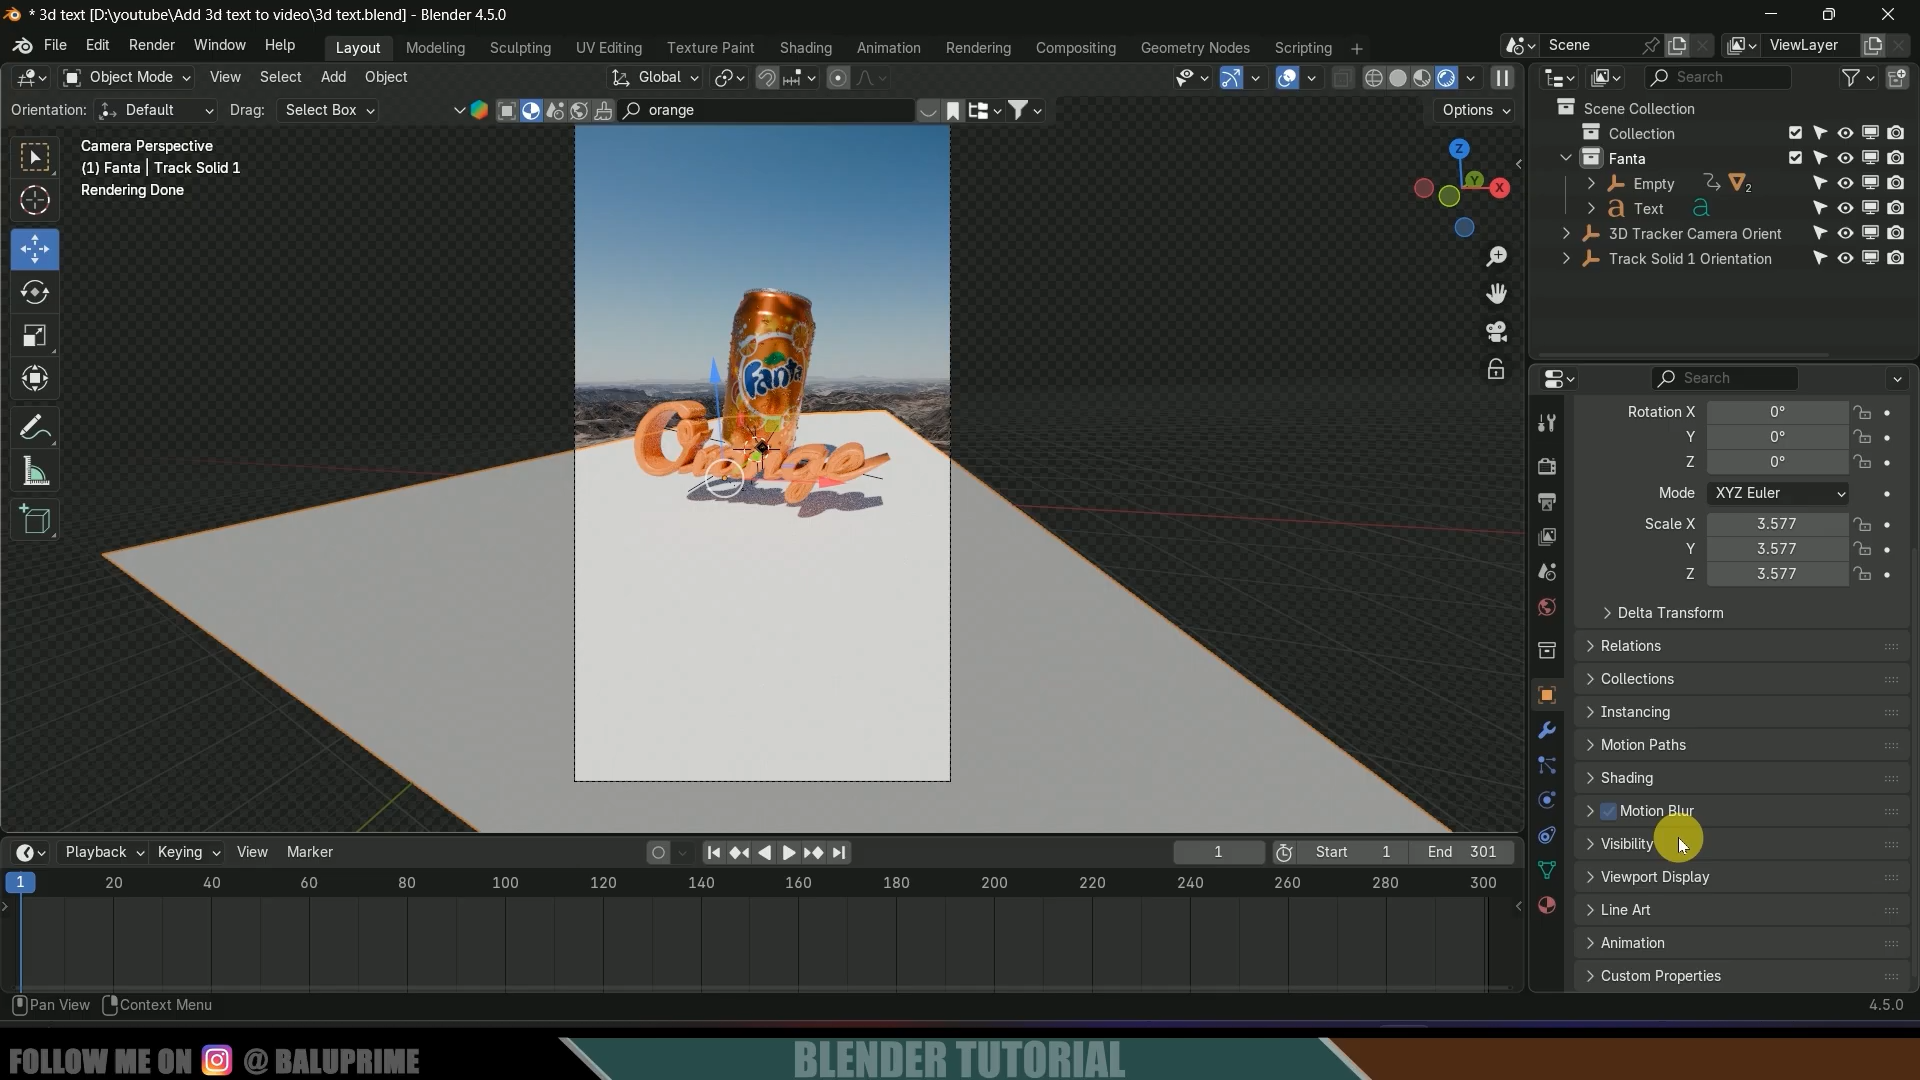 * 3d text [D:\youtube\Add 3d text to video\3d text.blend] - Blender 4.5.0
File Edit Render Window Help Layout Modeling Sculpting UV Editing Texture Paint Shading Animation Rendering Compositing Geometry Nodes Scripting + Scene ViewLayer
Object Mode View Select Add Object Global Search
Orientation: Default Drag: Select Box orange Options
Camera Perspective
(1) Fanta | Track Solid 1
Rendering Done
Z
Y
X
Fanta
Orange
Scene Collection
Collection
Fanta
Empty 2
Text
3D Tracker Camera Orient
Track Solid 1 Orientation
Search
Rotation X 0°
Y 0°
Z 0°
Mode XYZ Euler
Scale X 3.577
Y 3.577
Z 3.577
Delta Transform
Relations
Collections
Instancing
Motion Paths
Shading
Motion Blur
Visibility
Viewport Display
Line Art
Animation
Custom Properties
Playback Keying View Marker 1 Start 1 End 301
1 20 40 60 80 100 120 140 160 180 200 220 240 260 280 300
Pan View Context Menu 4.5.0
FOLLOW ME ON @ BALUPRIME BLENDER TUTORIAL